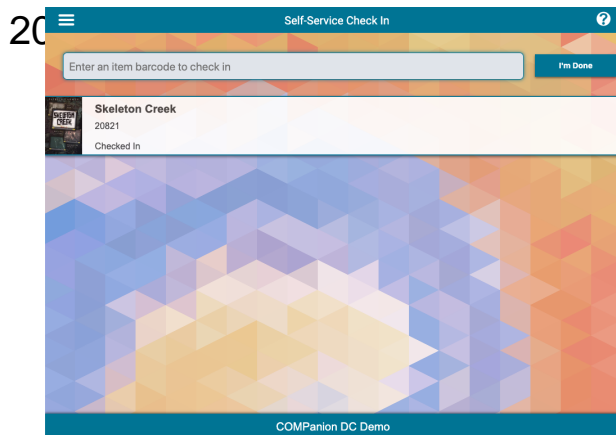 20
Self-Service Check In
?
Enter an item barcode to check in
I'm Done
SKELETON
CREEK
Skeleton Creek
20821
Checked In
COMPanion DC Demo